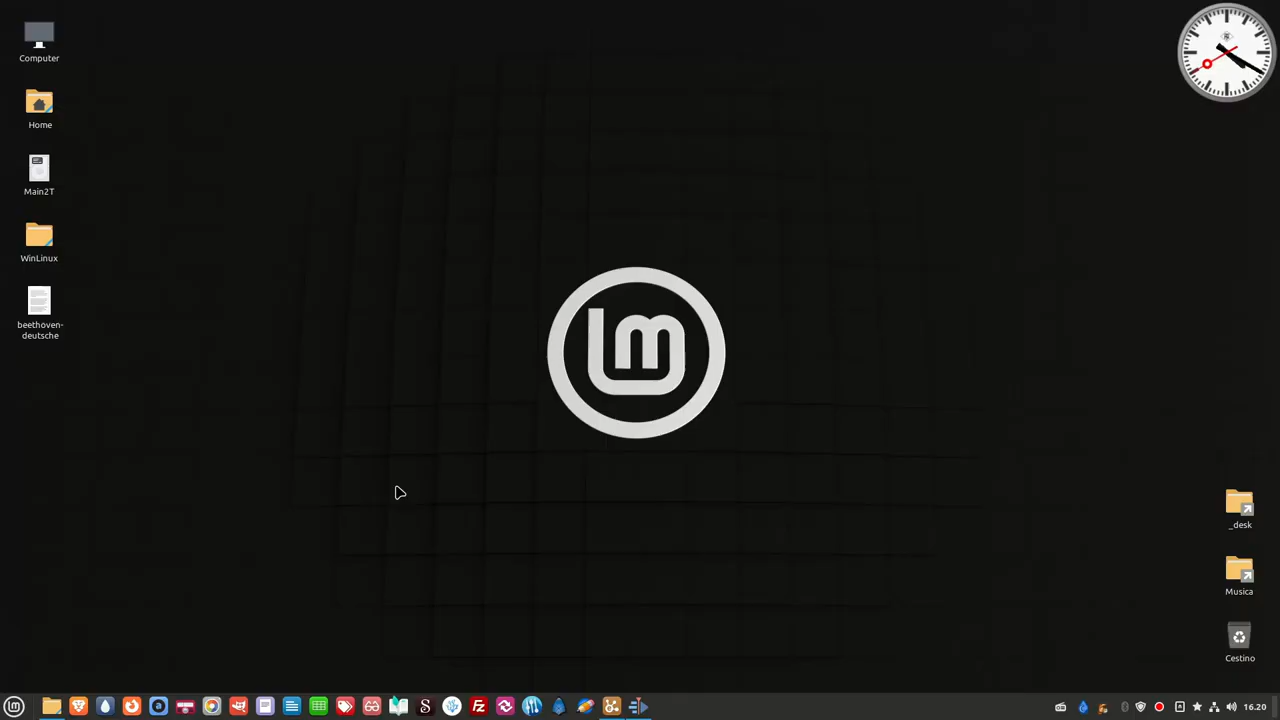 Computer
Home
Main2T
WinLinux
beethoven-
deutsche
_desk
Musica
Cestino
16.20